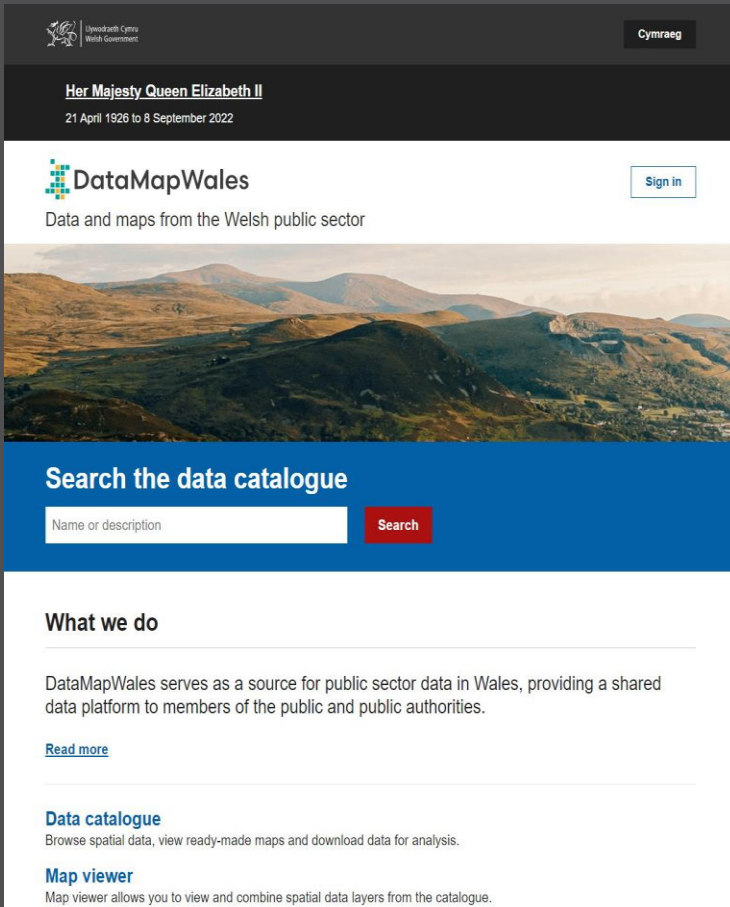 Llywodraeth Cymru
Welsh Government
Cymraeg
Her Majesty Queen Elizabeth II
21 April 1926 to 8 September 2022
DataMapWales
Sign in
Data and maps from the Welsh public sector
Search the data catalogue
Name or description
Search
What we do
DataMapWales serves as a source for public sector data in Wales, providing a shared
data platform to members of the public and public authorities.
Read more
Data catalogue
Browse spatial data, view ready-made maps and download data for analysis.
Map viewer
Map viewer allows you to view and combine spatial data layers from the catalogue.